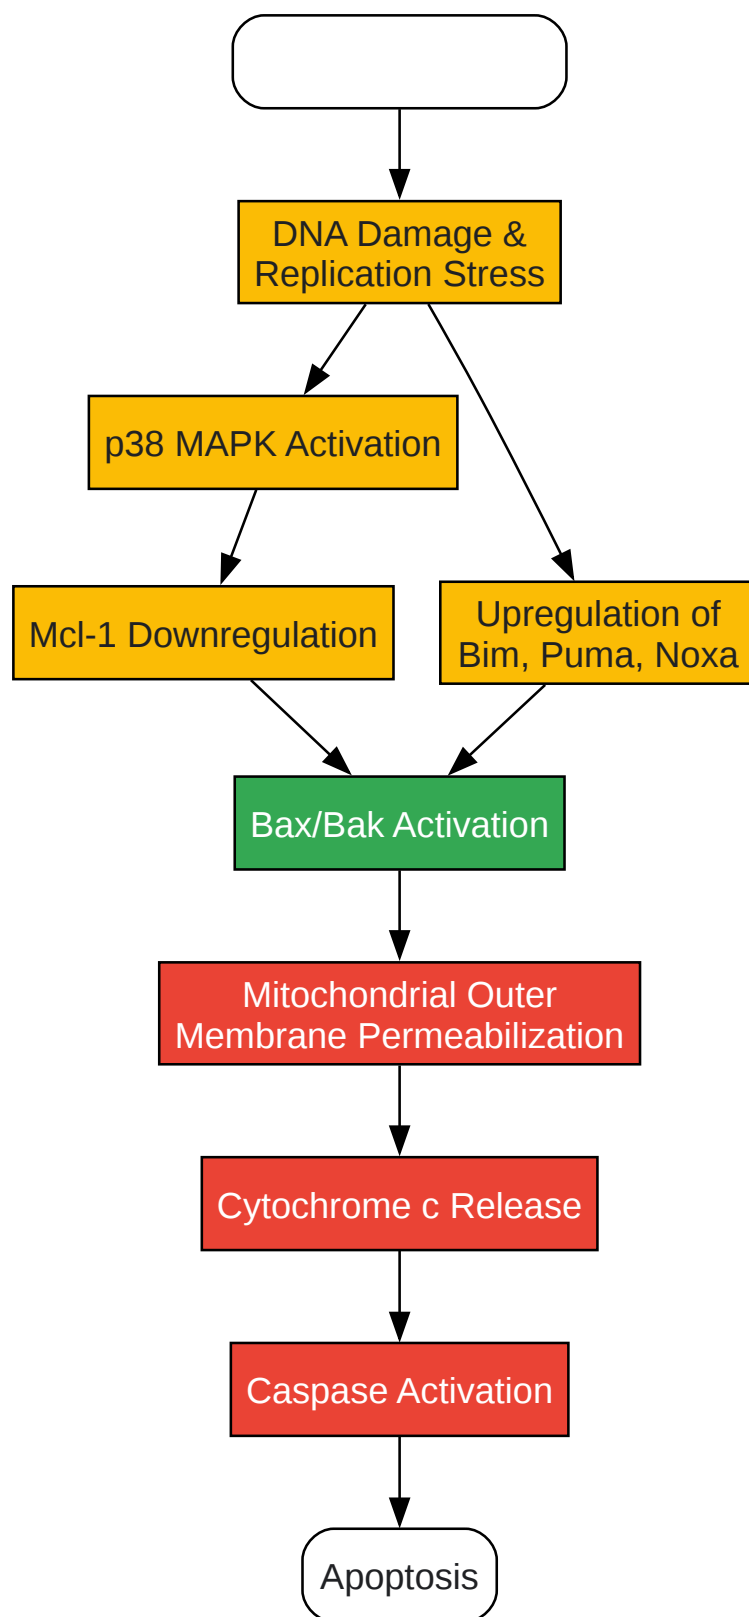 DNA Damage &
Replication Stress
p38 MAPK Activation
Mcl-1 Downregulation
Upregulation of
Bim, Puma, Noxa
Bax/Bak Activation
Mitochondrial Outer
Membrane Permeabilization
Cytochrome c Release
Caspase Activation
Apoptosis